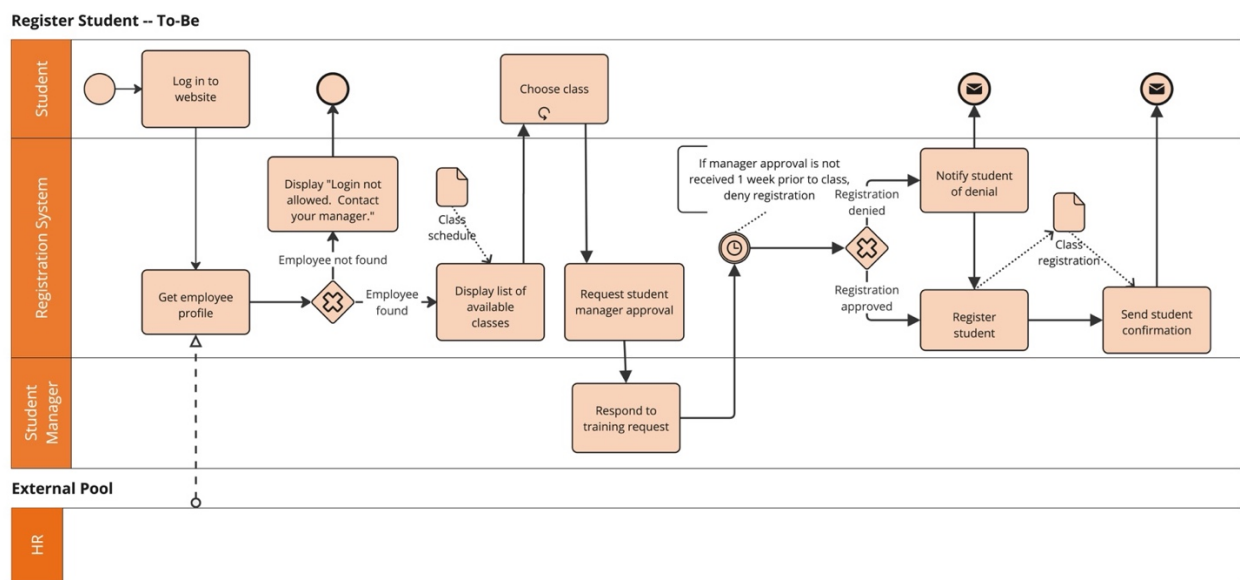 Register Student -- To-Be
Student
Log in to
website
Choose class
Registration System
Display "Login not
allowed. Contact
your manager."
Employee not found
Get employee
profile
Employee
found
Class
schedule
Display list of
available
classes
Request student
manager approval
If manager approval is not
received 1 week prior to class,
deny registration
Registration
denied
Registration
approved
Notify student
of denial
Register
student
Class
registration
Send student
confirmation
Student
Manager
Respond to
training request
External Pool
HR